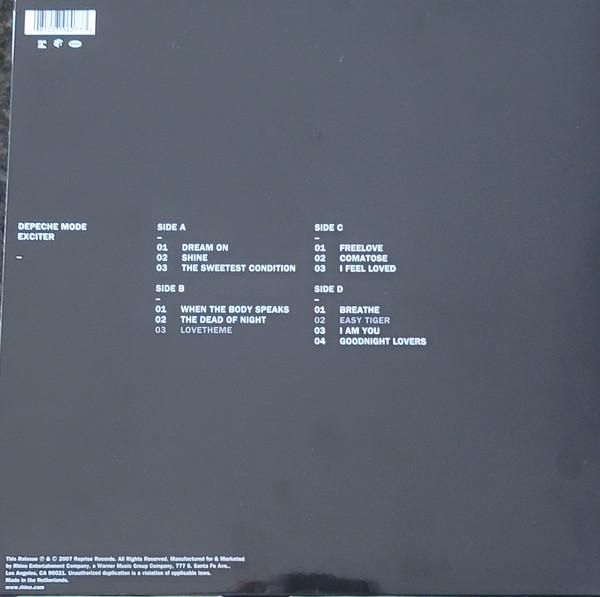 DEPECHE MODE
EXCITER
–
SIDE A
–
01 DREAM ON
02 SHINE
03 THE SWEETEST CONDITION
SIDE B
–
01 WHEN THE BODY SPEAKS
02 THE DEAD OF NIGHT
03 LOVETHEME
SIDE C
–
01 FREELOVE
02 COMATOSE
03 I FEEL LOVED
SIDE D
–
01 BREATHE
02 EASY TIGER
03 I AM YOU
04 GOODNIGHT LOVERS
This Reissue ℗ & © 2007 Reprise Records. All Rights Reserved. Manufactured for & Marketed
by Rhino Entertainment Company, a Warner Music Group Company, 777 S. Santa Fe Ave.,
Los Angeles, CA 90021. Unauthorized duplication is a violation of applicable laws.
Made in the Netherlands.
www.rhino.com